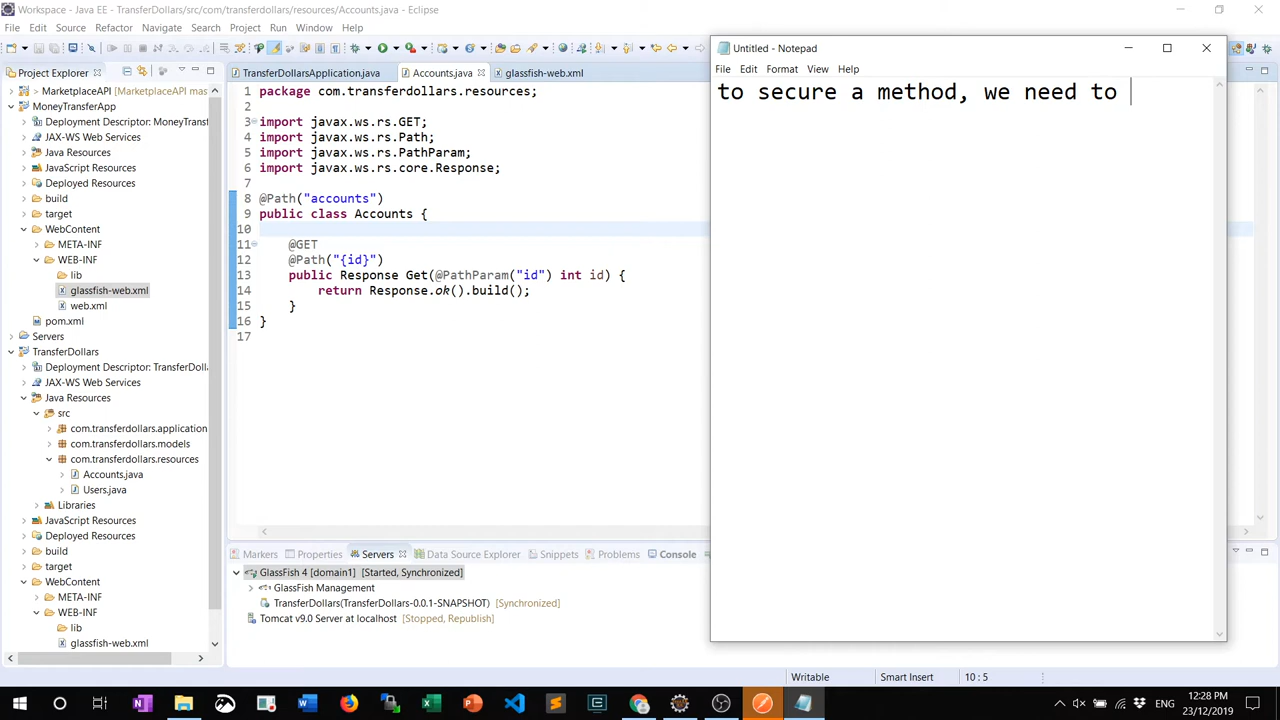 Workspace - Java EE - TransferDollars/src/com/transferdollars/resources/Accounts.java - Eclipse
File Edit Source Refactor Navigate Search Project Run Window Help
Project Explorer
MarketplaceAPI [MarketplaceAPI mas
MoneyTransferApp
Deployment Descriptor: MoneyTransf
JAX-WS Web Services
Java Resources
JavaScript Resources
Deployed Resources
build
target
WebContent
META-INF
WEB-INF
lib
glassfish-web.xml
web.xml
pom.xml
Servers
TransferDollars
Deployment Descriptor: TransferDoll
JAX-WS Web Services
Java Resources
src
com.transferdollars.application
com.transferdollars.models
com.transferdollars.resources
Accounts.java
Users.java
Libraries
JavaScript Resources
Deployed Resources
build
target
WebContent
META-INF
WEB-INF
lib
glassfish-web.xml
TransferDollarsApplication.java Accounts.java glassfish-web.xml
1 package com.transferdollars.resources;
2
3 import javax.ws.rs.GET;
4 import javax.ws.rs.Path;
5 import javax.ws.rs.PathParam;
6 import javax.ws.rs.core.Response;
7
8 @Path("accounts")
9 public class Accounts {
10
11 @GET
12 @Path("{id}")
13 public Response Get(@PathParam("id") int id) {
14 return Response.ok().build();
15 }
16 }
17
Markers Properties Servers Data Source Explorer Snippets Problems Console
GlassFish 4 [domain1] [Started, Synchronized]
GlassFish Management
TransferDollars(TransferDollars-0.0.1-SNAPSHOT) [Synchronized]
Tomcat v9.0 Server at localhost [Stopped, Republish]
Untitled - Notepad
File Edit Format View Help
to secure a method, we need to
Writable Smart Insert 10 : 5
ENG
12:28 PM
23/12/2019